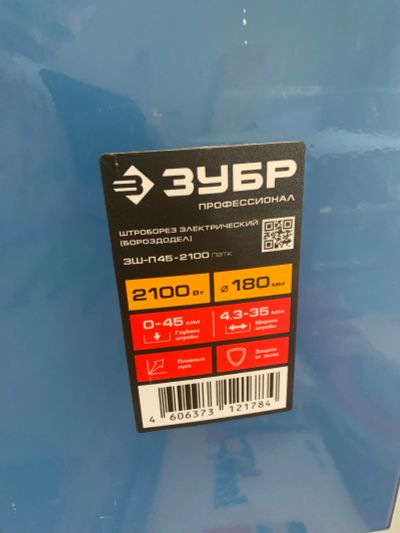 ЗУБР
ПРОФЕССИОНАЛ
ШТРОБОРЕЗ ЭЛЕКТРИЧЕСКИЙ
(БОРОЗДОДЕЛ)
ЗШ-П45-2100 ПВТК
2100 Вт
ø 180 мм
0-45 мм
Глубина
штробы
4.3-35 мм
Ширина
штробы
Плавный
пуск
Защита
от пыли
4 606373 121784